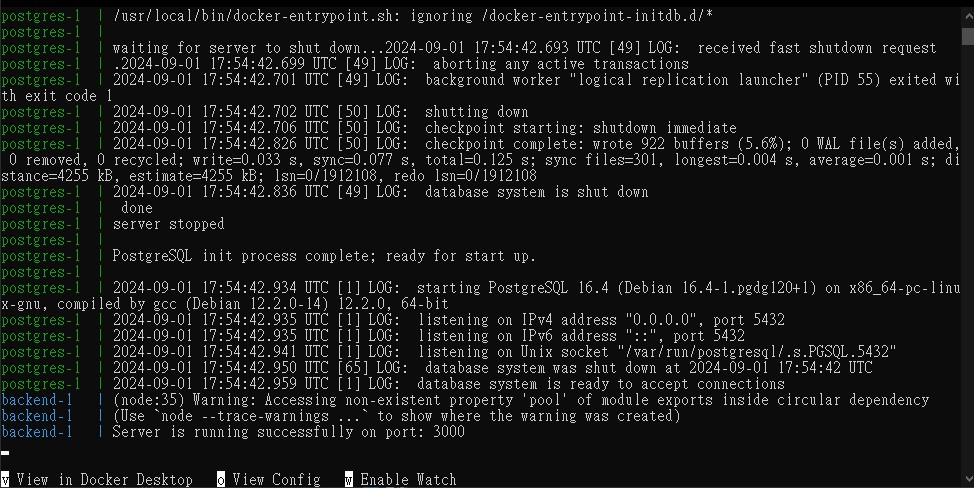 postgres-1  | /usr/local/bin/docker-entrypoint.sh: ignoring /docker-entrypoint-initdb.d/*
postgres-1  |
postgres-1  | waiting for server to shut down...2024-09-01 17:54:42.693 UTC [49] LOG:  received fast shutdown request
postgres-1  | .2024-09-01 17:54:42.699 UTC [49] LOG:  aborting any active transactions
postgres-1  | 2024-09-01 17:54:42.701 UTC [49] LOG:  background worker "logical replication launcher" (PID 55) exited wi
th exit code 1
postgres-1  | 2024-09-01 17:54:42.702 UTC [50] LOG:  shutting down
postgres-1  | 2024-09-01 17:54:42.706 UTC [50] LOG:  checkpoint starting: shutdown immediate
postgres-1  | 2024-09-01 17:54:42.826 UTC [50] LOG:  checkpoint complete: wrote 922 buffers (5.6%); 0 WAL file(s) added,
 0 removed, 0 recycled; write=0.033 s, sync=0.077 s, total=0.125 s; sync files=301, longest=0.004 s, average=0.001 s; di
stance=4255 kB, estimate=4255 kB; lsn=0/1912108, redo lsn=0/1912108
postgres-1  | 2024-09-01 17:54:42.836 UTC [49] LOG:  database system is shut down
postgres-1  |  done
postgres-1  | server stopped
postgres-1  |
postgres-1  | PostgreSQL init process complete; ready for start up.
postgres-1  |
postgres-1  | 2024-09-01 17:54:42.934 UTC [1] LOG:  starting PostgreSQL 16.4 (Debian 16.4-1.pgdg120+1) on x86_64-pc-linu
x-gnu, compiled by gcc (Debian 12.2.0-14) 12.2.0, 64-bit
postgres-1  | 2024-09-01 17:54:42.935 UTC [1] LOG:  listening on IPv4 address "0.0.0.0", port 5432
postgres-1  | 2024-09-01 17:54:42.935 UTC [1] LOG:  listening on IPv6 address "::", port 5432
postgres-1  | 2024-09-01 17:54:42.941 UTC [1] LOG:  listening on Unix socket "/var/run/postgresql/.s.PGSQL.5432"
postgres-1  | 2024-09-01 17:54:42.950 UTC [65] LOG:  database system was shut down at 2024-09-01 17:54:42 UTC
postgres-1  | 2024-09-01 17:54:42.959 UTC [1] LOG:  database system is ready to accept connections
backend-1   | (node:35) Warning: Accessing non-existent property 'pool' of module exports inside circular dependency
backend-1   | (Use `node --trace-warnings ...` to show where the warning was created)
backend-1   | Server is running successfully on port: 3000
v View in Docker Desktop   o View Config   w Enable Watch